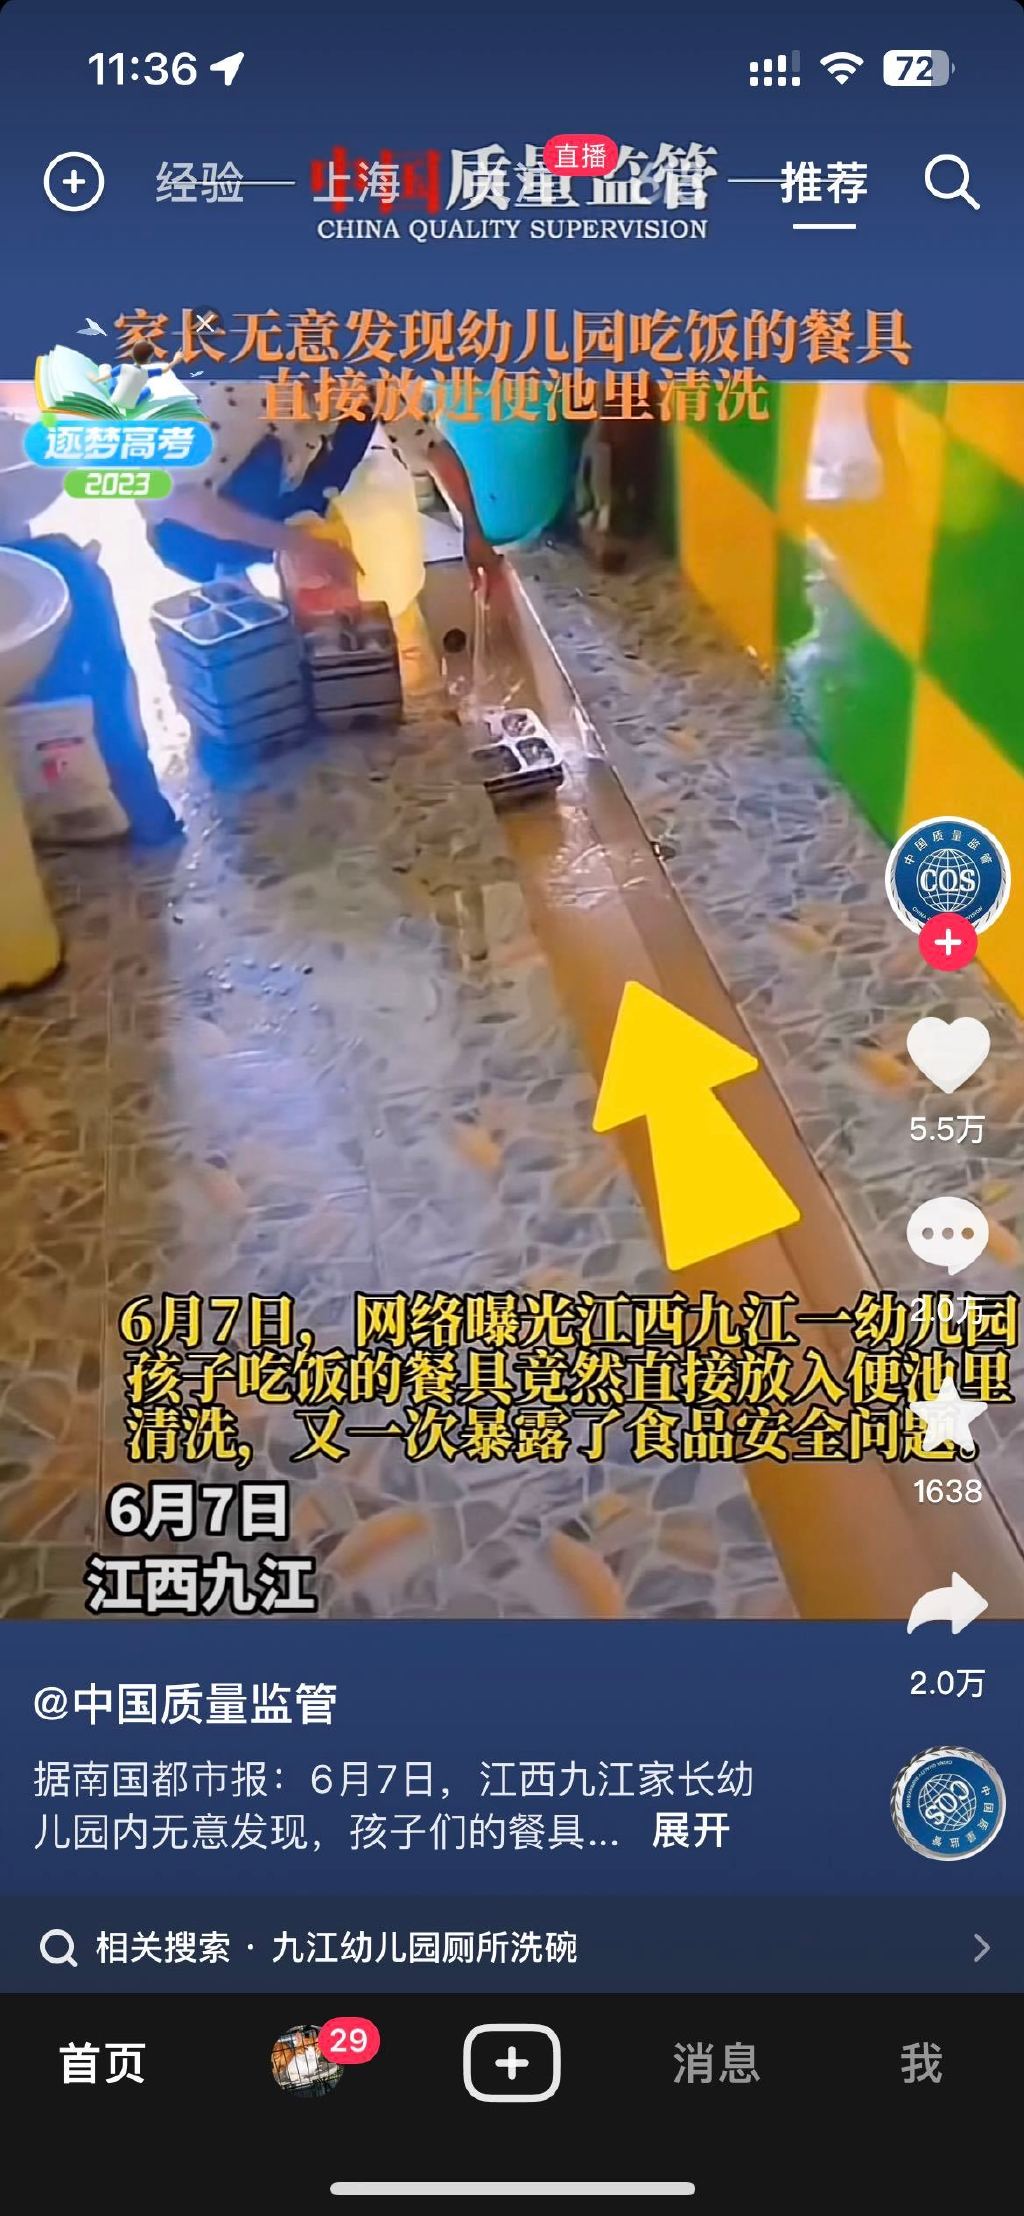 11:36
72
经验
上海
直播
推荐
中国质量监管
CHINA QUALITY SUPERVISION
家长无意发现幼儿园吃饭的餐具
直接放进便池里清洗
逐梦高考
2023
中国质量监管
CQS
5.5万
2.0万
6月7日,网络曝光江西九江一幼儿园
孩子吃饭的餐具竟然直接放入便池里
清洗,又一次暴露了食品安全问题。
1638
6月7日
江西九江
2.0万
@中国质量监管
据南国都市报:6月7日,江西九江家长幼
儿园内无意发现,孩子们的餐具... 展开
CQS
相关搜索 · 九江幼儿园厕所洗碗
首页
29
消息
我